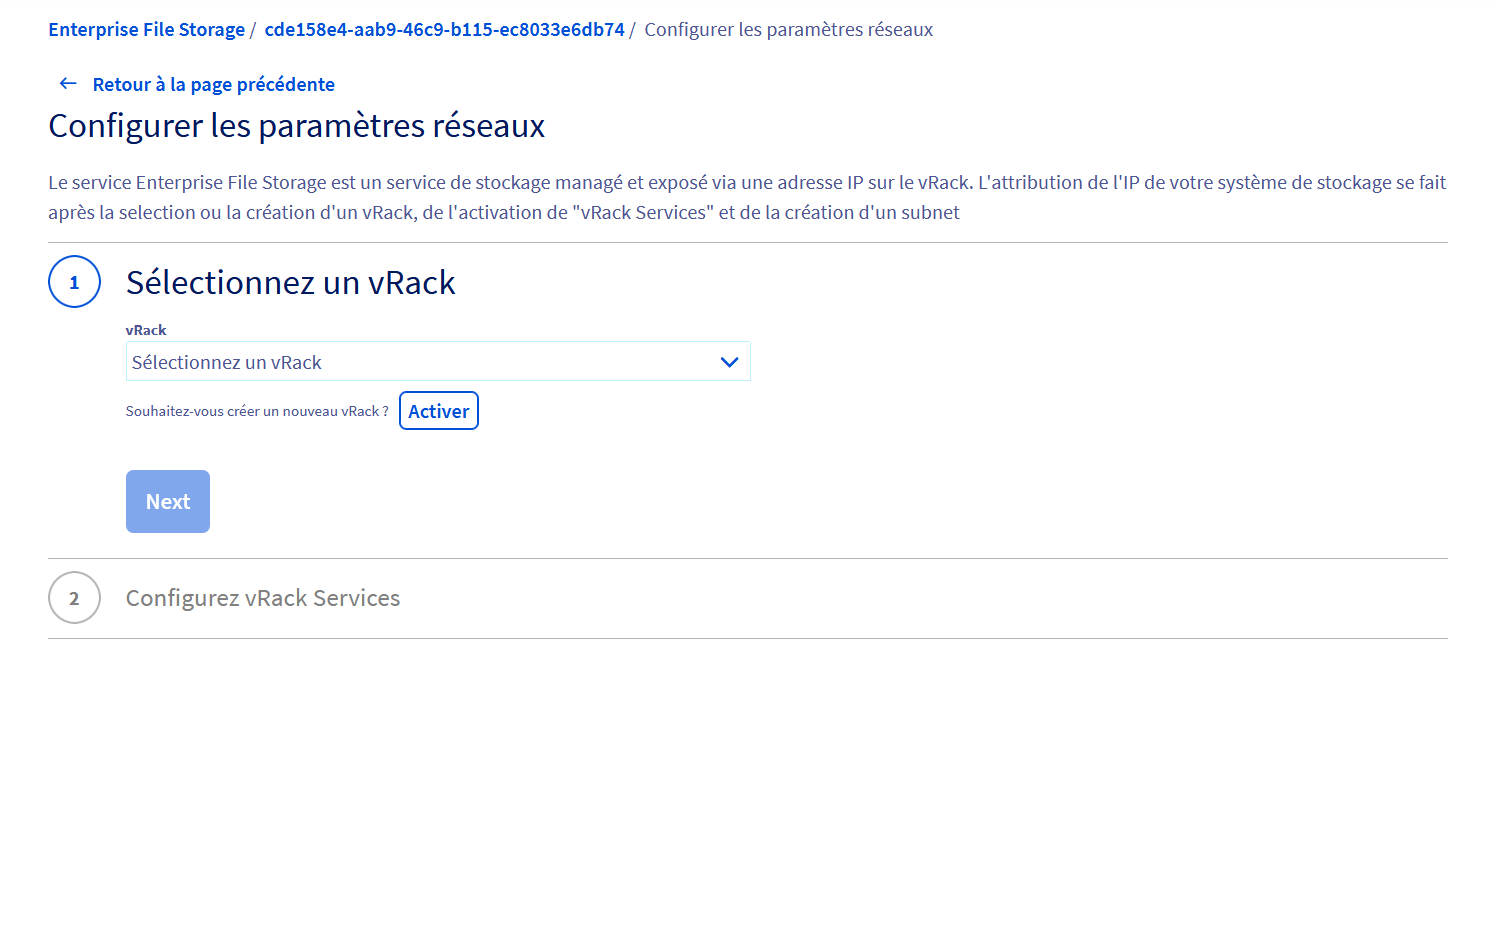 Enterprise File Storage / cde158e4-aab9-46c9-b115-ec8033e6db74 / Configurer les paramètres réseaux
← Retour à la page précédente
Configurer les paramètres réseaux
Le service Enterprise File Storage est un service de stockage managé et exposé via une adresse IP sur le vRack. L'attribution de l'IP de votre système de stockage se fait
après la selection ou la création d'un vRack, de l'activation de "vRack Services" et de la création d'un subnet
1 Sélectionnez un vRack
vRack
Sélectionnez un vRack
Souhaitez-vous créer un nouveau vRack ? Activer
Next
2 Configurez vRack Services